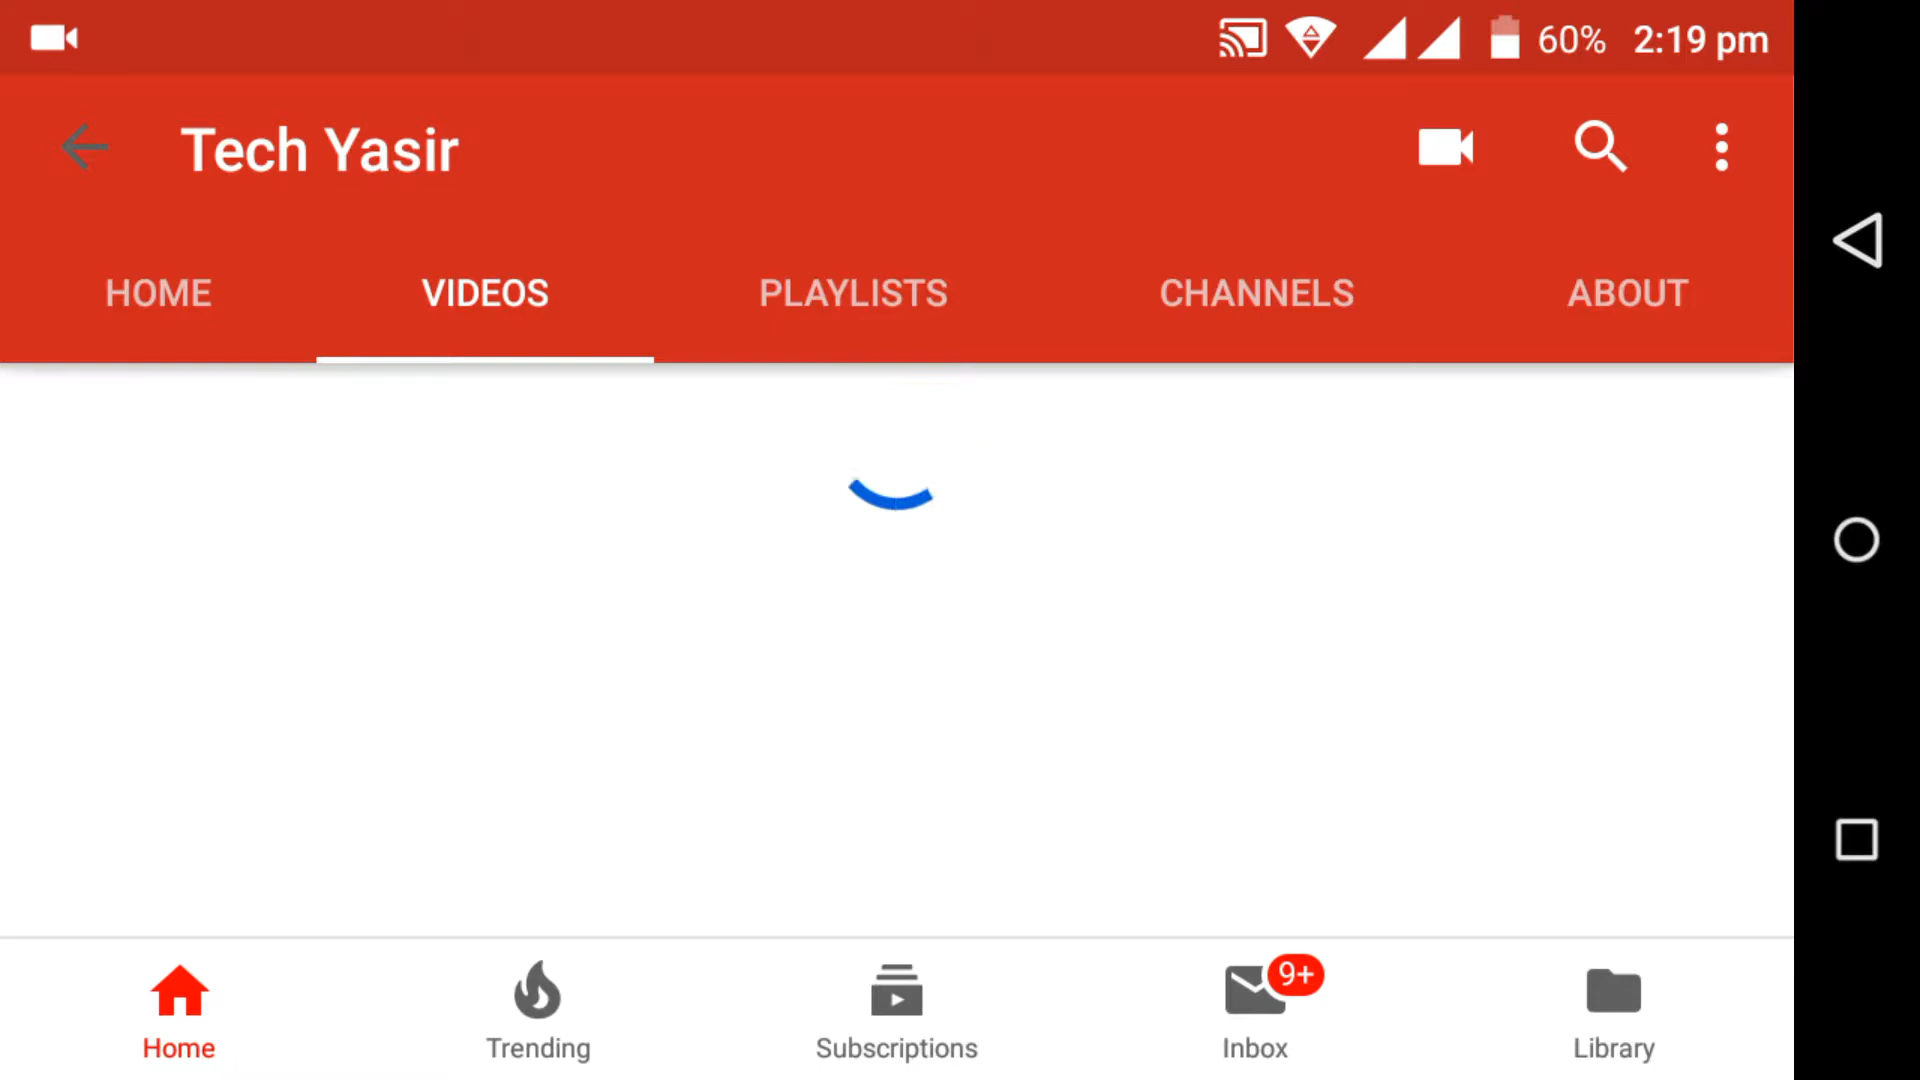 60% 2:19 pm
Tech Yasir
HOME VIDEOS PLAYLISTS CHANNELS ABOUT
9+
Home Trending Subscriptions Inbox Library